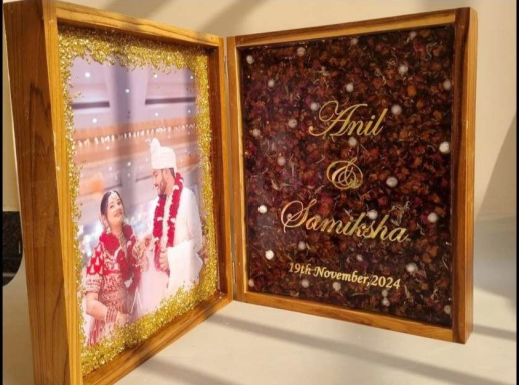 Anil
&
Samiksha
19th November,2024